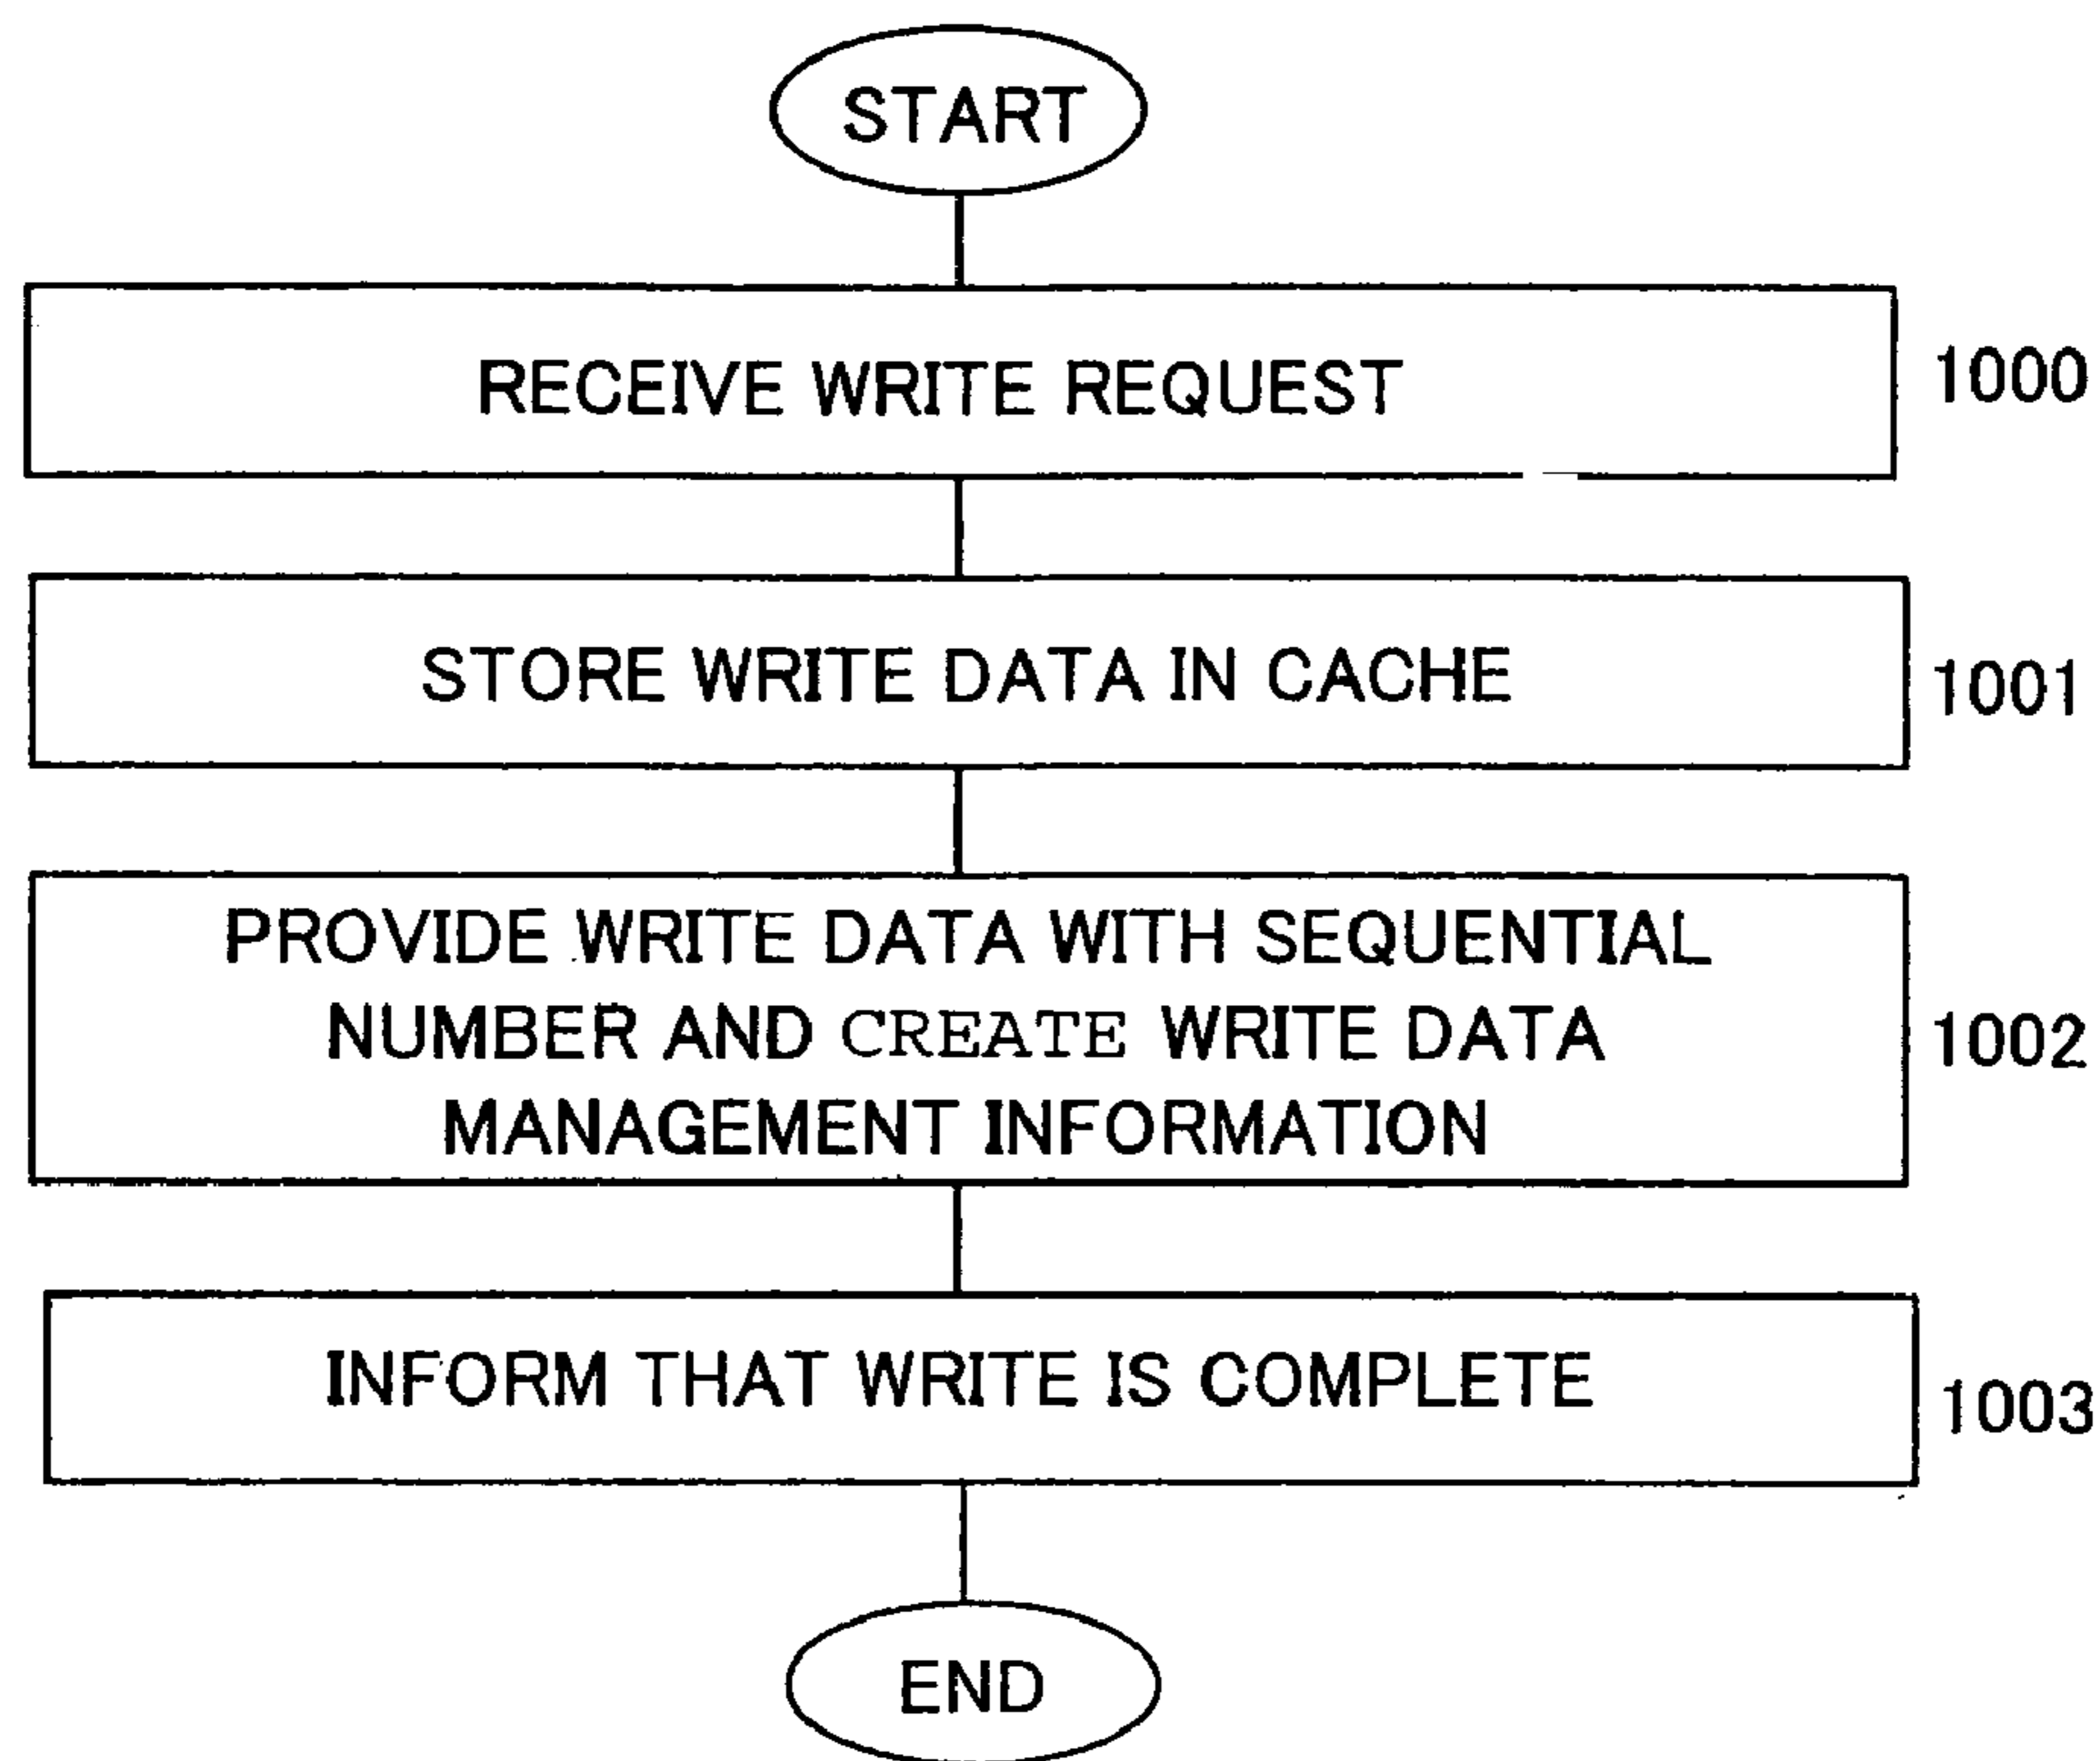 START
RECEIVE WRITE REQUEST
1000
STORE WRITE DATA IN CACHE
1001
PROVIDE WRITE DATA WITH SEQUENTIAL
NUMBER AND CREATE WRITE DATA
MANAGEMENT INFORMATION
1002
INFORM THAT WRITE IS COMPLETE
1003
END